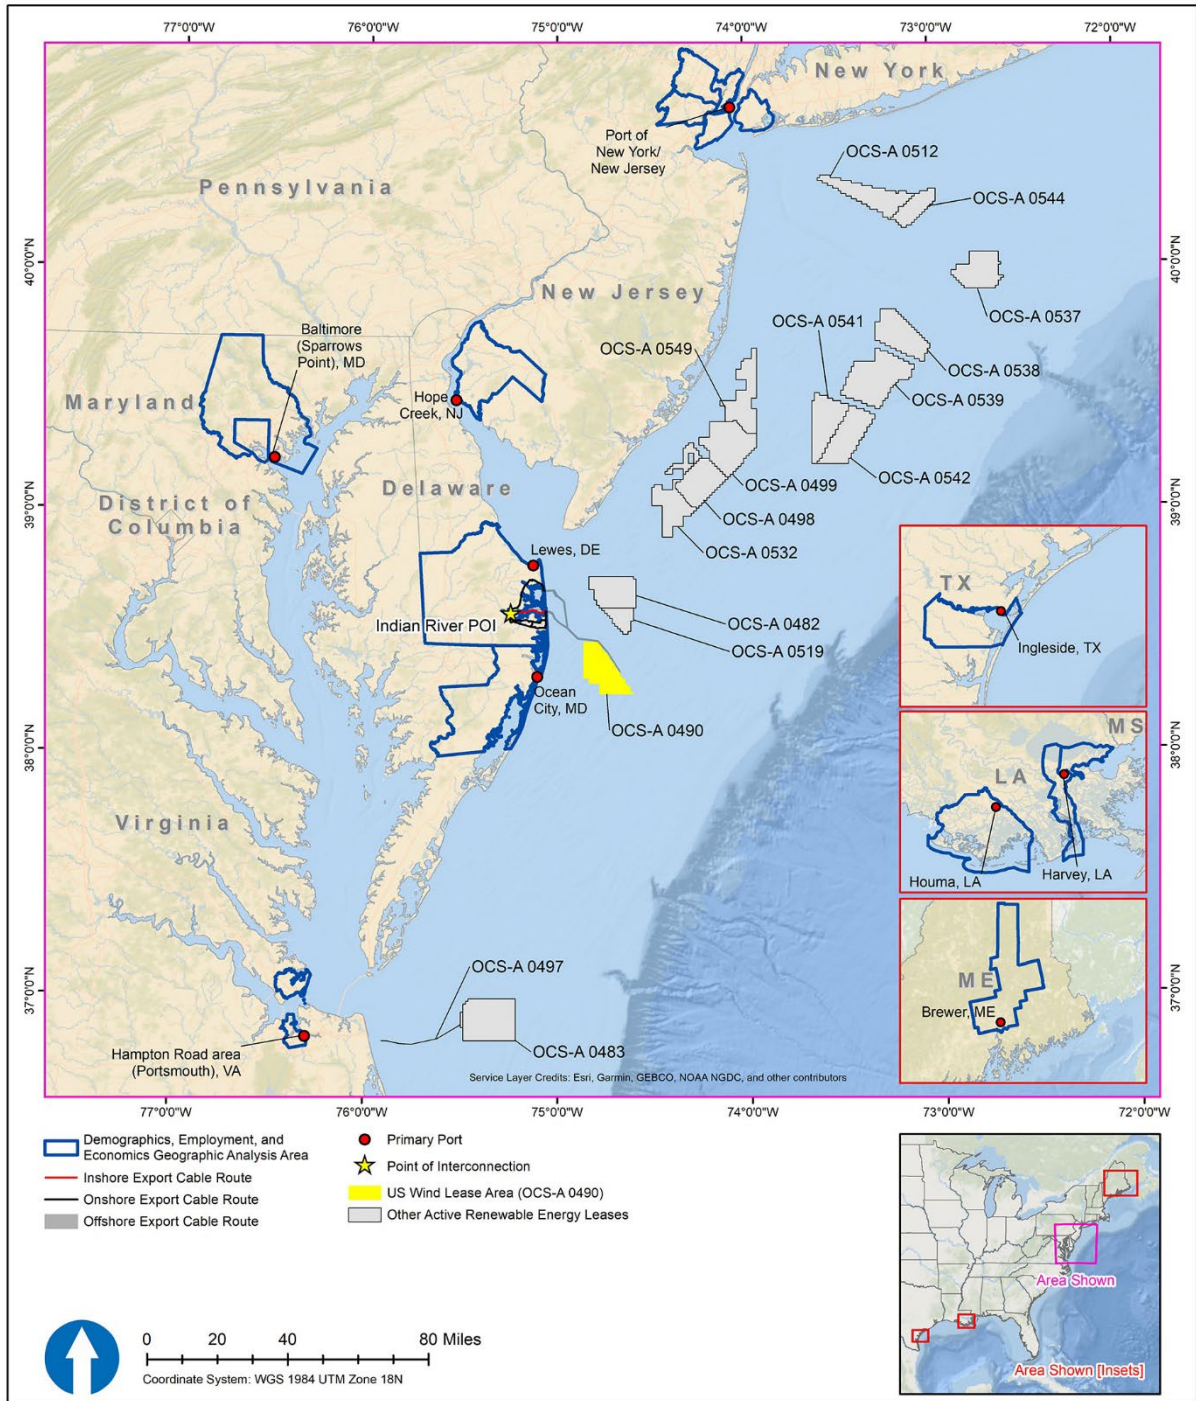 77°0'0"W
76°0'0"W
75°0'0"W
74°0'0"W
73°0'0"W
72°0'0"W
New York
Port of
New York/
New Jersey
OCS-A 0512
OCS-A 0544
Pennsylvania
40°0'0"N
40°0'0"N
New Jersey
OCS-A 0537
Baltimore
(Sparrows
Point), MD
OCS-A 0541
OCS-A 0549
OCS-A 0538
OCS-A 0539
Maryland
Hope
Creek, NJ
OCS-A 0542
OCS-A 0499
Delaware
District of
Columbia
39°0'0"N
39°0'0"N
OCS-A 0498
OCS-A 0532
Lewes, DE
TX
Indian River POI
OCS-A 0482
OCS-A 0519
Ingleside, TX
Ocean
City, MD
OCS-A 0490
38°0'0"N
38°0'0"N
MS
LA
Virginia
Houma, LA
Harvey, LA
37°0'0"N
37°0'0"N
OCS-A 0497
ME
Brewer, ME
OCS-A 0483
Hampton Road area
(Portsmouth), VA
Service Layer Credits: Esri, Garmin, GEBCO, NOAA NGDC, and other contributors
77°0'0"W
76°0'0"W
75°0'0"W
74°0'0"W
73°0'0"W
72°0'0"W
Demographics, Employment, and
Economics Geographic Analysis Area
Inshore Export Cable Route
Onshore Export Cable Route
Offshore Export Cable Route
Primary Port
Point of Interconnection
US Wind Lease Area (OCS-A 0490)
Other Active Renewable Energy Leases
Area Shown
Area Shown [Insets]
0 20 40 80 Miles
Coordinate System: WGS 1984 UTM Zone 18N